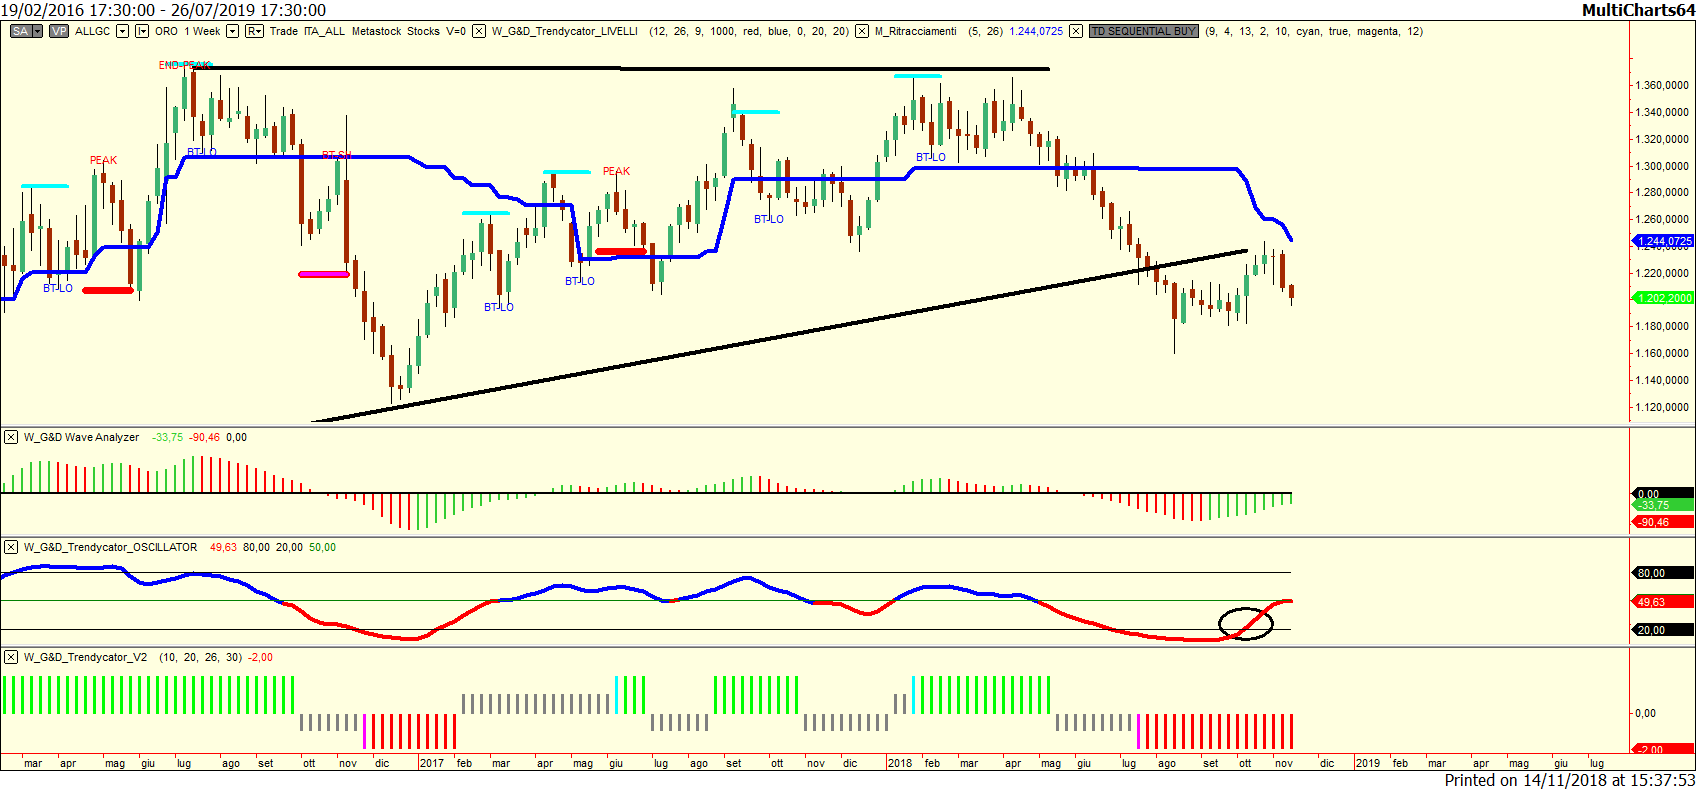 19/02/2016 17:30:00 - 26/07/2019 17:30:00 MultiCharts64
SA VP ALLGC I ORO 1 Week R Trade ITA_ALL Metastock Stocks V=0 W_G&D_Trendycator_LIVELLI (12, 26, 9, 1000, red, blue, 0, 20, 20) M_Ritracciamenti (5, 26) 1.244,0725 TD SEQUENTIAL BUY (9, 4, 13, 2, 10, cyan, true, magenta, 12)
END-PEAK
1.360,0000
1.340,0000
1.320,0000
PEAK BT-LO BT-SH BT-LO
1.300,0000
PEAK
1.280,0000
BT-LO 1.260,0000
1.244,0725
1.240,0000
BT-LO BT-LO 1.220,0000
BT-LO 1.202,2000
1.180,0000
1.160,0000
1.140,0000
1.120,0000
W_G&D Wave Analyzer -33,75 -90,46 0,00
0,00
-33,75
-90,46
W_G&D_Trendycator_OSCILLATOR 49,63 80,00 20,00 50,00
80,00
49,63
20,00
W_G&D_Trendycator_V2 (10, 20, 26, 30) -2,00
0,00
-2,00
mar apr mag giu lug ago set ott nov dic 2017 feb mar apr mag giu lug ago set ott nov dic 2018 feb mar apr mag giu lug ago set ott nov dic 2019 feb mar apr mag giu lug
Printed on 14/11/2018 at 15:37:53